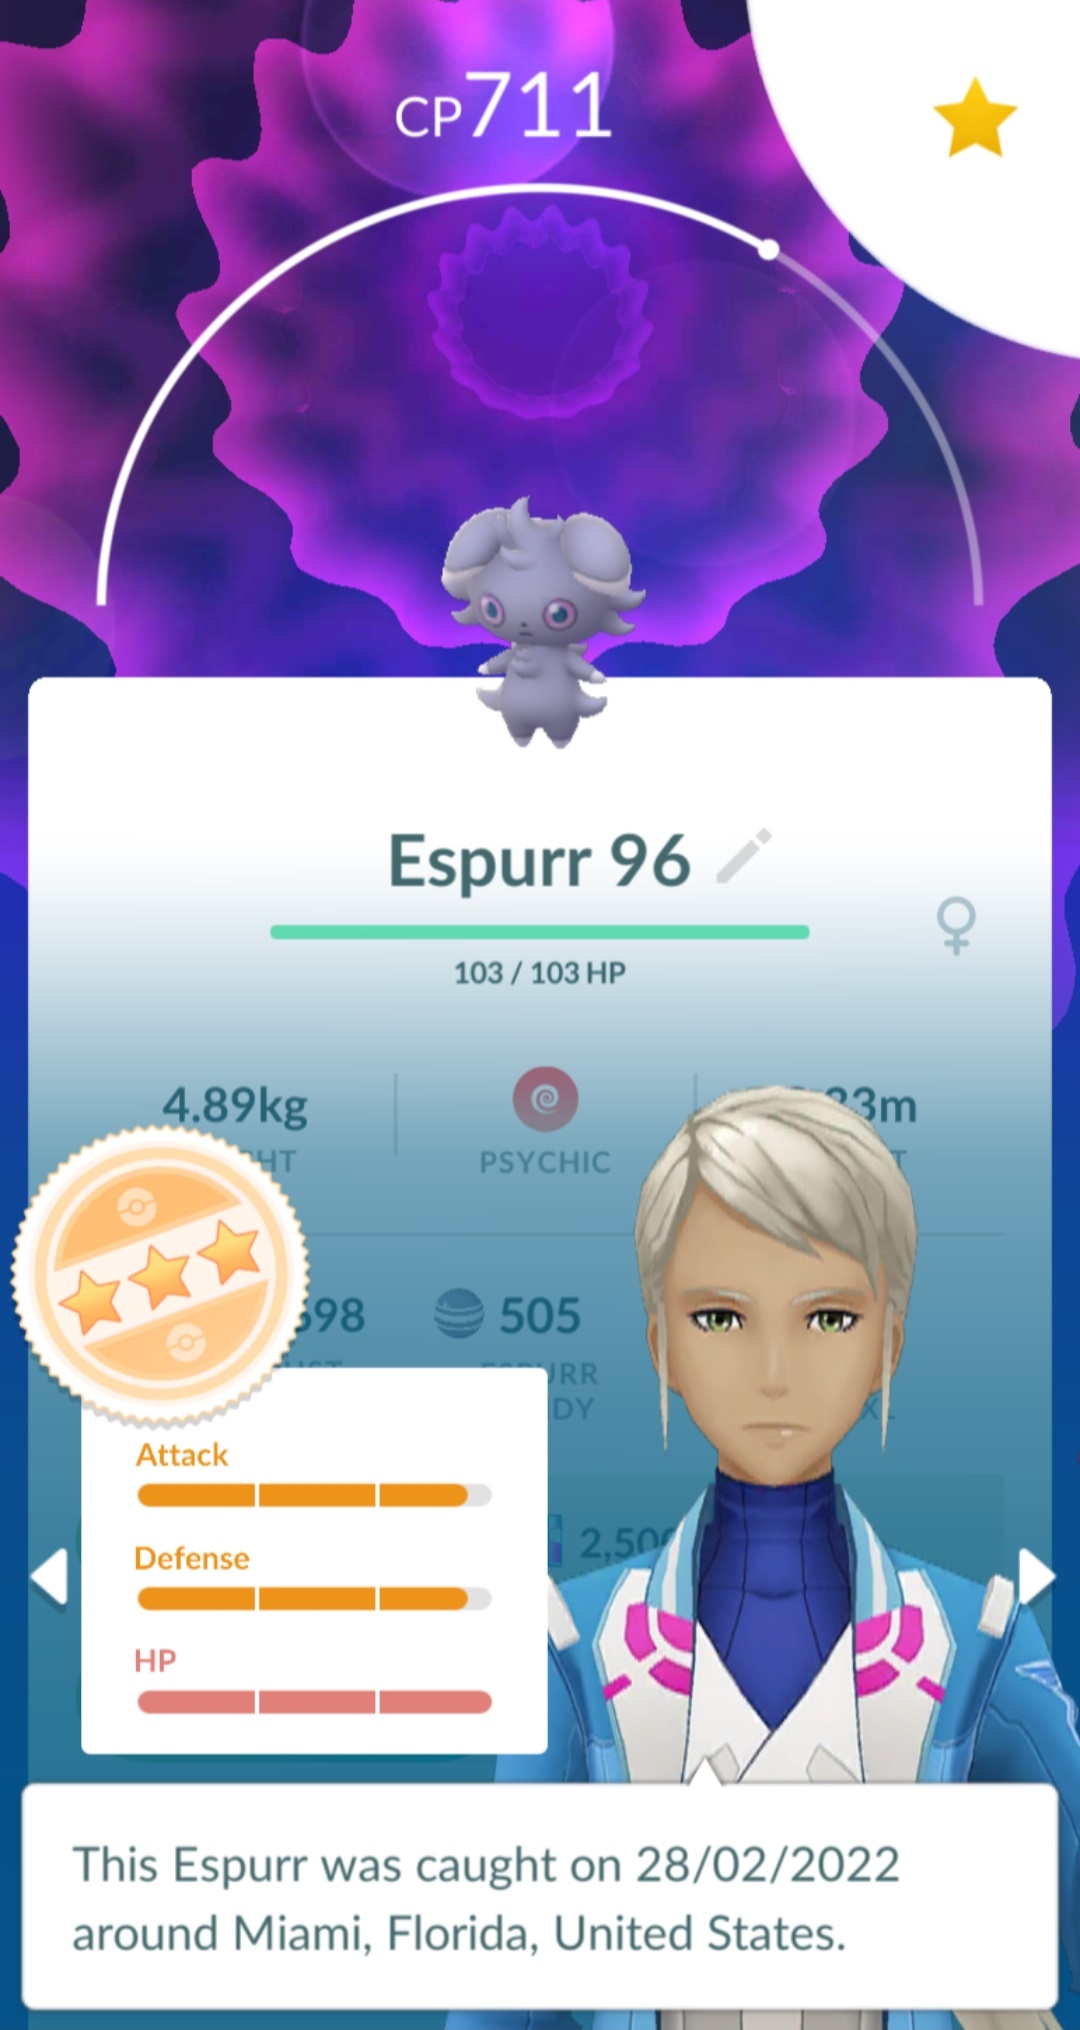 CP711
Espurr 96
103 / 103 HP
4.89kg
PSYCHIC
505
Attack
Defense
HP
This Espurr was caught on 28/02/2022
around Miami, Florida, United States.